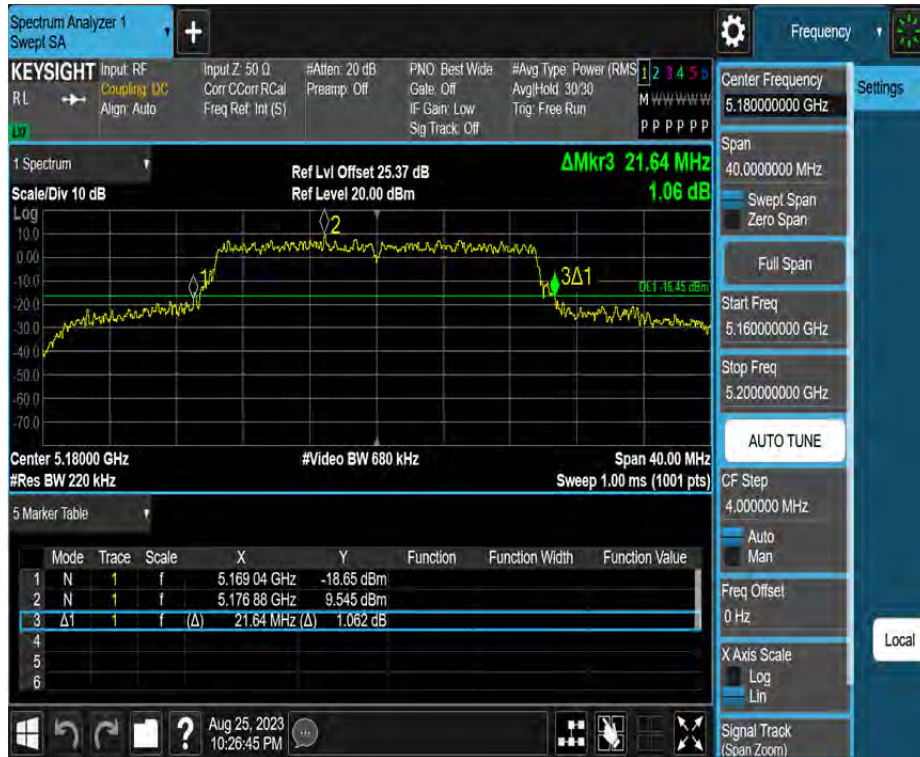 Spectrum Analyzer 1
Swept SA
Frequency
KEYSIGHT
RL
Input: RF
Coupling: DC
Align: Auto
Input Z: 50 Ω
Corr CCorr RCal
Freq Ref: Int (S)
#Atten: 20 dB
Preamp: Off
PNO: Best Wide
Gate: Off
IF Gain: Low
Sig Track: Off
#Avg Type: Power (RMS
Avg|Hold: 30/30
Trig: Free Run
1 2 3 4 5 6
M W W W W W
P P P P P P
Center Frequency
5.180000000 GHz
Settings
Span
40.0000000 MHz
Swept Span
Zero Span
Full Span
Start Freq
5.160000000 GHz
Stop Freq
5.200000000 GHz
AUTO TUNE
CF Step
4.000000 MHz
Auto
Man
Freq Offset
0 Hz
X Axis Scale
Log
Lin
Signal Track
(Span Zoom)
Local
1 Spectrum
Scale/Div 10 dB
Ref Lvl Offset 25.37 dB
Ref Level 20.00 dBm
ΔMkr3 21.64 MHz
1.06 dB
Log
10.0
0.00
-10.0
-20.0
-30.0
-40.0
-50.0
-60.0
-70.0
1
2
3Δ1
DL1 -16.45 dBm
Center 5.18000 GHz
#Res BW 220 kHz
#Video BW 680 kHz
Span 40.00 MHz
Sweep 1.00 ms (1001 pts)
5 Marker Table
Mode Trace Scale X Y Function Function Width Function Value
1 N 1 f 5.169 04 GHz -18.65 dBm
2 N 1 f 5.176 88 GHz 9.545 dBm
3 Δ1 1 f (Δ) 21.64 MHz (Δ) 1.062 dB
4
5
6
?
Aug 25, 2023
10:26:45 PM